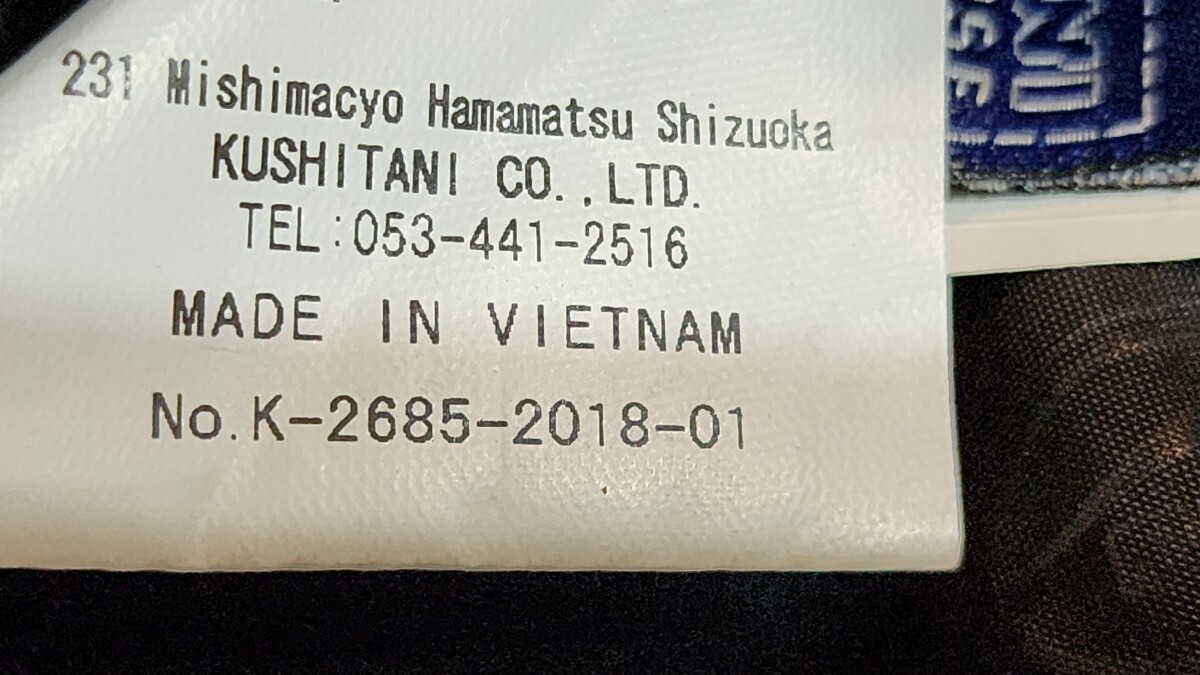 231 Mishimacyo Hamamatsu Shizuoka
KUSHITANI CO.,LTD.
TEL:053-441-2516
MADE IN VIETNAM
No.K-2685-2018-01